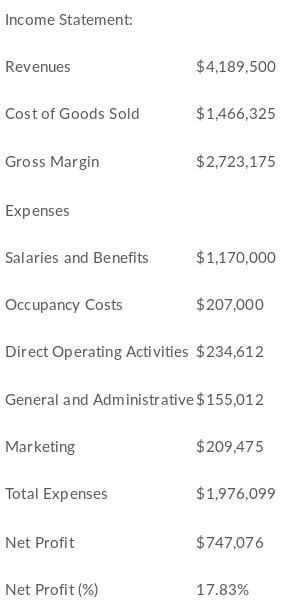 Income Statement:
Revenues $4,189,500
Cost of Goods Sold $1,466,325
Gross Margin $2,723,175
Expenses
Salaries and Benefits $1,170,000
Occupancy Costs $207,000
Direct Operating Activities $234,612
General and Administrative $155,012
Marketing $209,475
Total Expenses $1,976,099
Net Profit $747,076
Net Profit (%) 17.83%